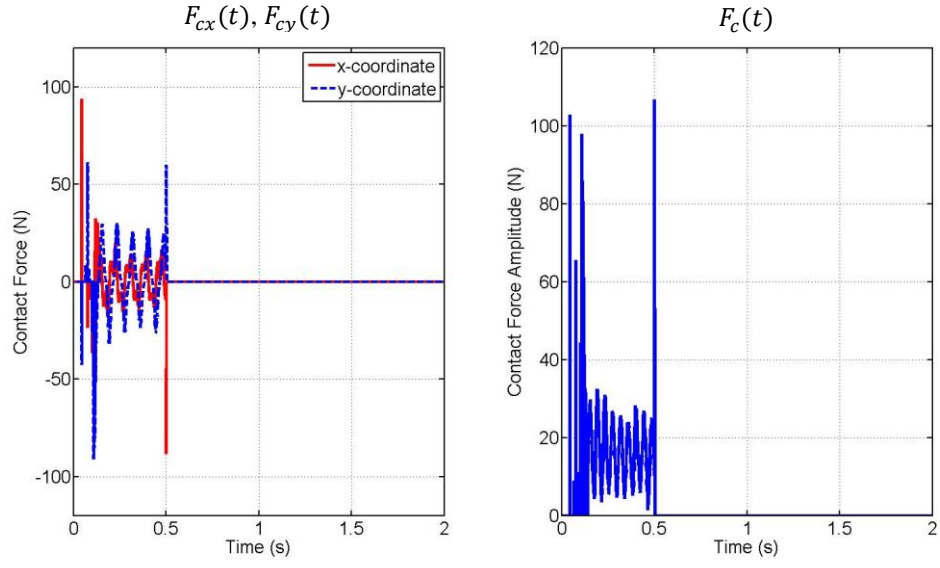 F_cx(t), F_cy(t)
100
50
0
-50
-100
0 0.5 1 1.5 2
Contact Force (N)
Time (s)
x-coordinate
y-coordinate
F_c(t)
120
100
80
60
40
20
0
0 0.5 1 1.5 2
Contact Force Amplitude (N)
Time (s)